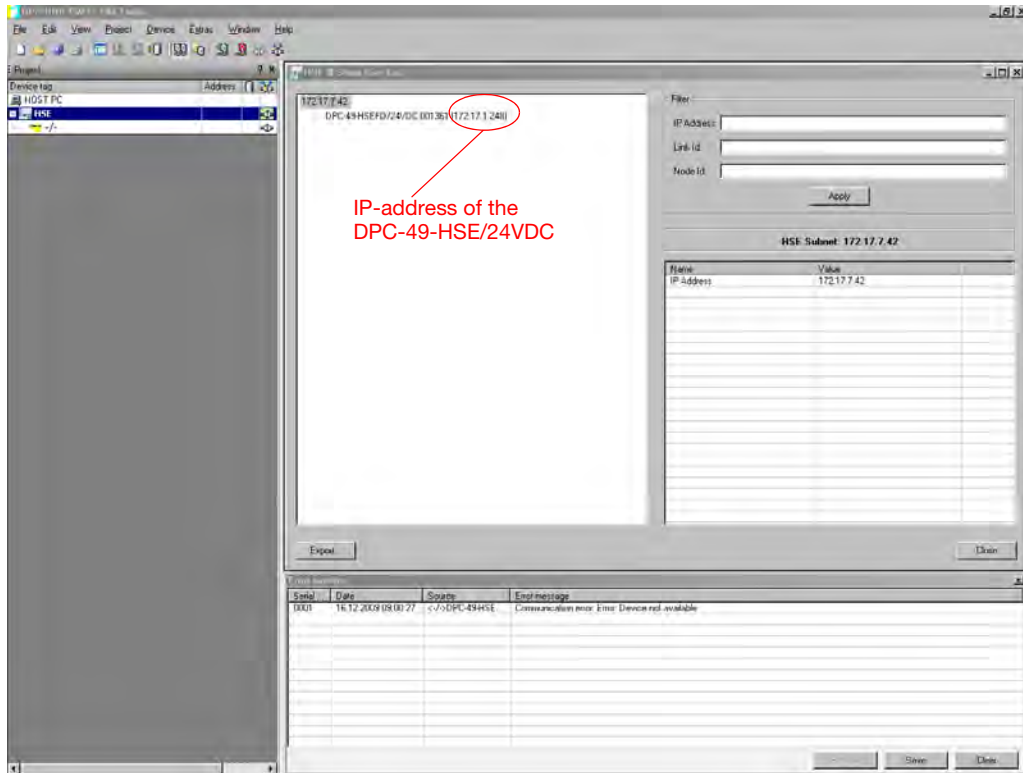 File Edit View Project Device Extras Window Help
Project
Device tag Address
HOST PC
HSE
-/-
172.17.7.42
DPC-49-HSEFD/24VDC 001361 (172.17.1.248)
IP-address of the
DPC-49-HSE/24VDC
Filter
IP Address:
Link Id:
Node Id:
Apply
HSE Subnet: 172.17.7.42
Name Value
IP Address 172.17.7.42
Export
Close
Serial Date Source Error message
0001 16.12.2009 09:00:27 <-/->DPC-49-HSE Communication error: Error: Device not available
Save Clear